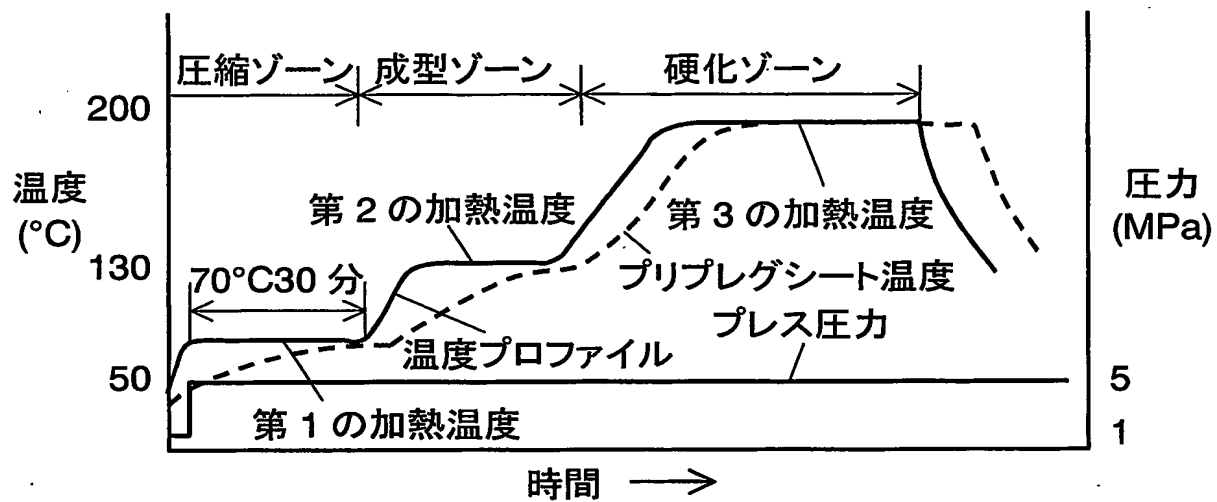 圧縮ゾーン 成型ゾーン 硬化ゾーン
200
温度
(°C)
圧力
(MPa)
第2の加熱温度
第3の加熱温度
130
70°C30分
プリプレグシート温度
プレス圧力
温度プロファイル
50
5
第1の加熱温度
1
時間